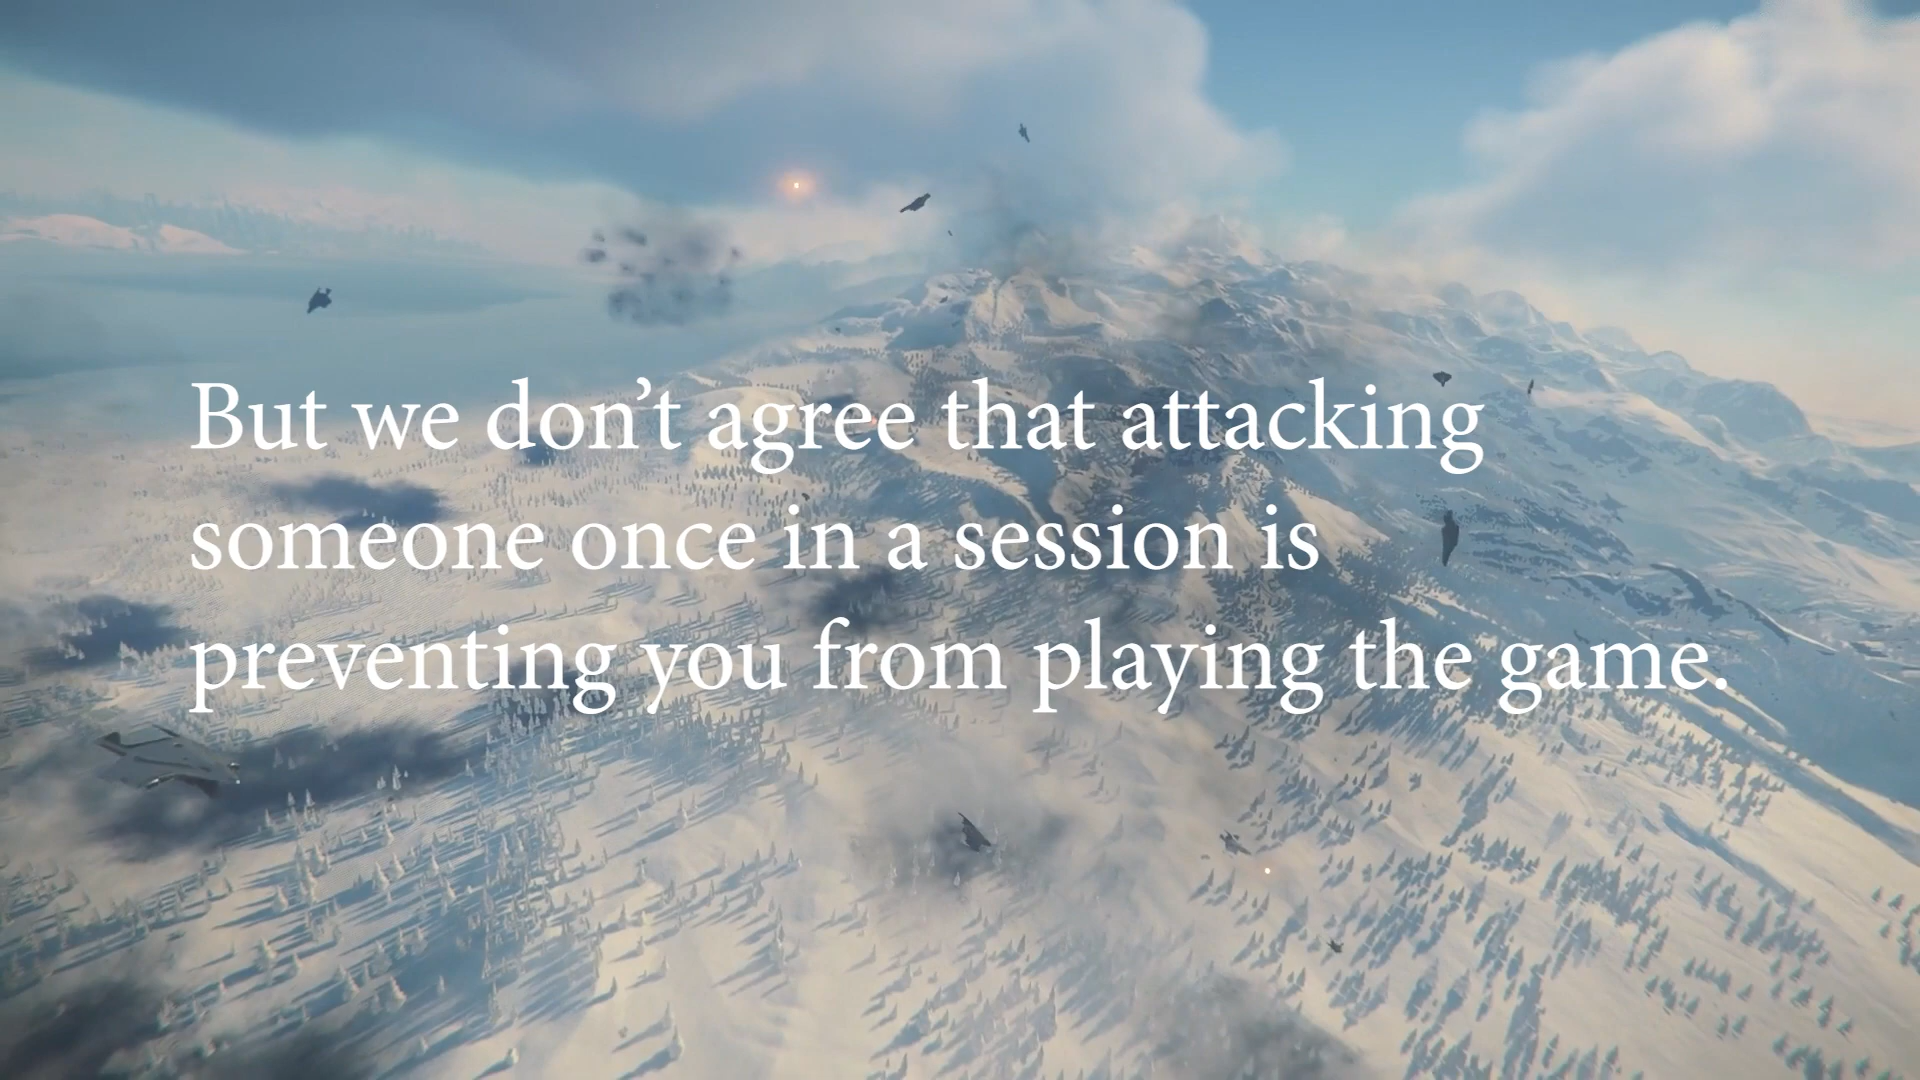 But we don’t agree that attacking
someone once in a session is
preventing you from playing the game.